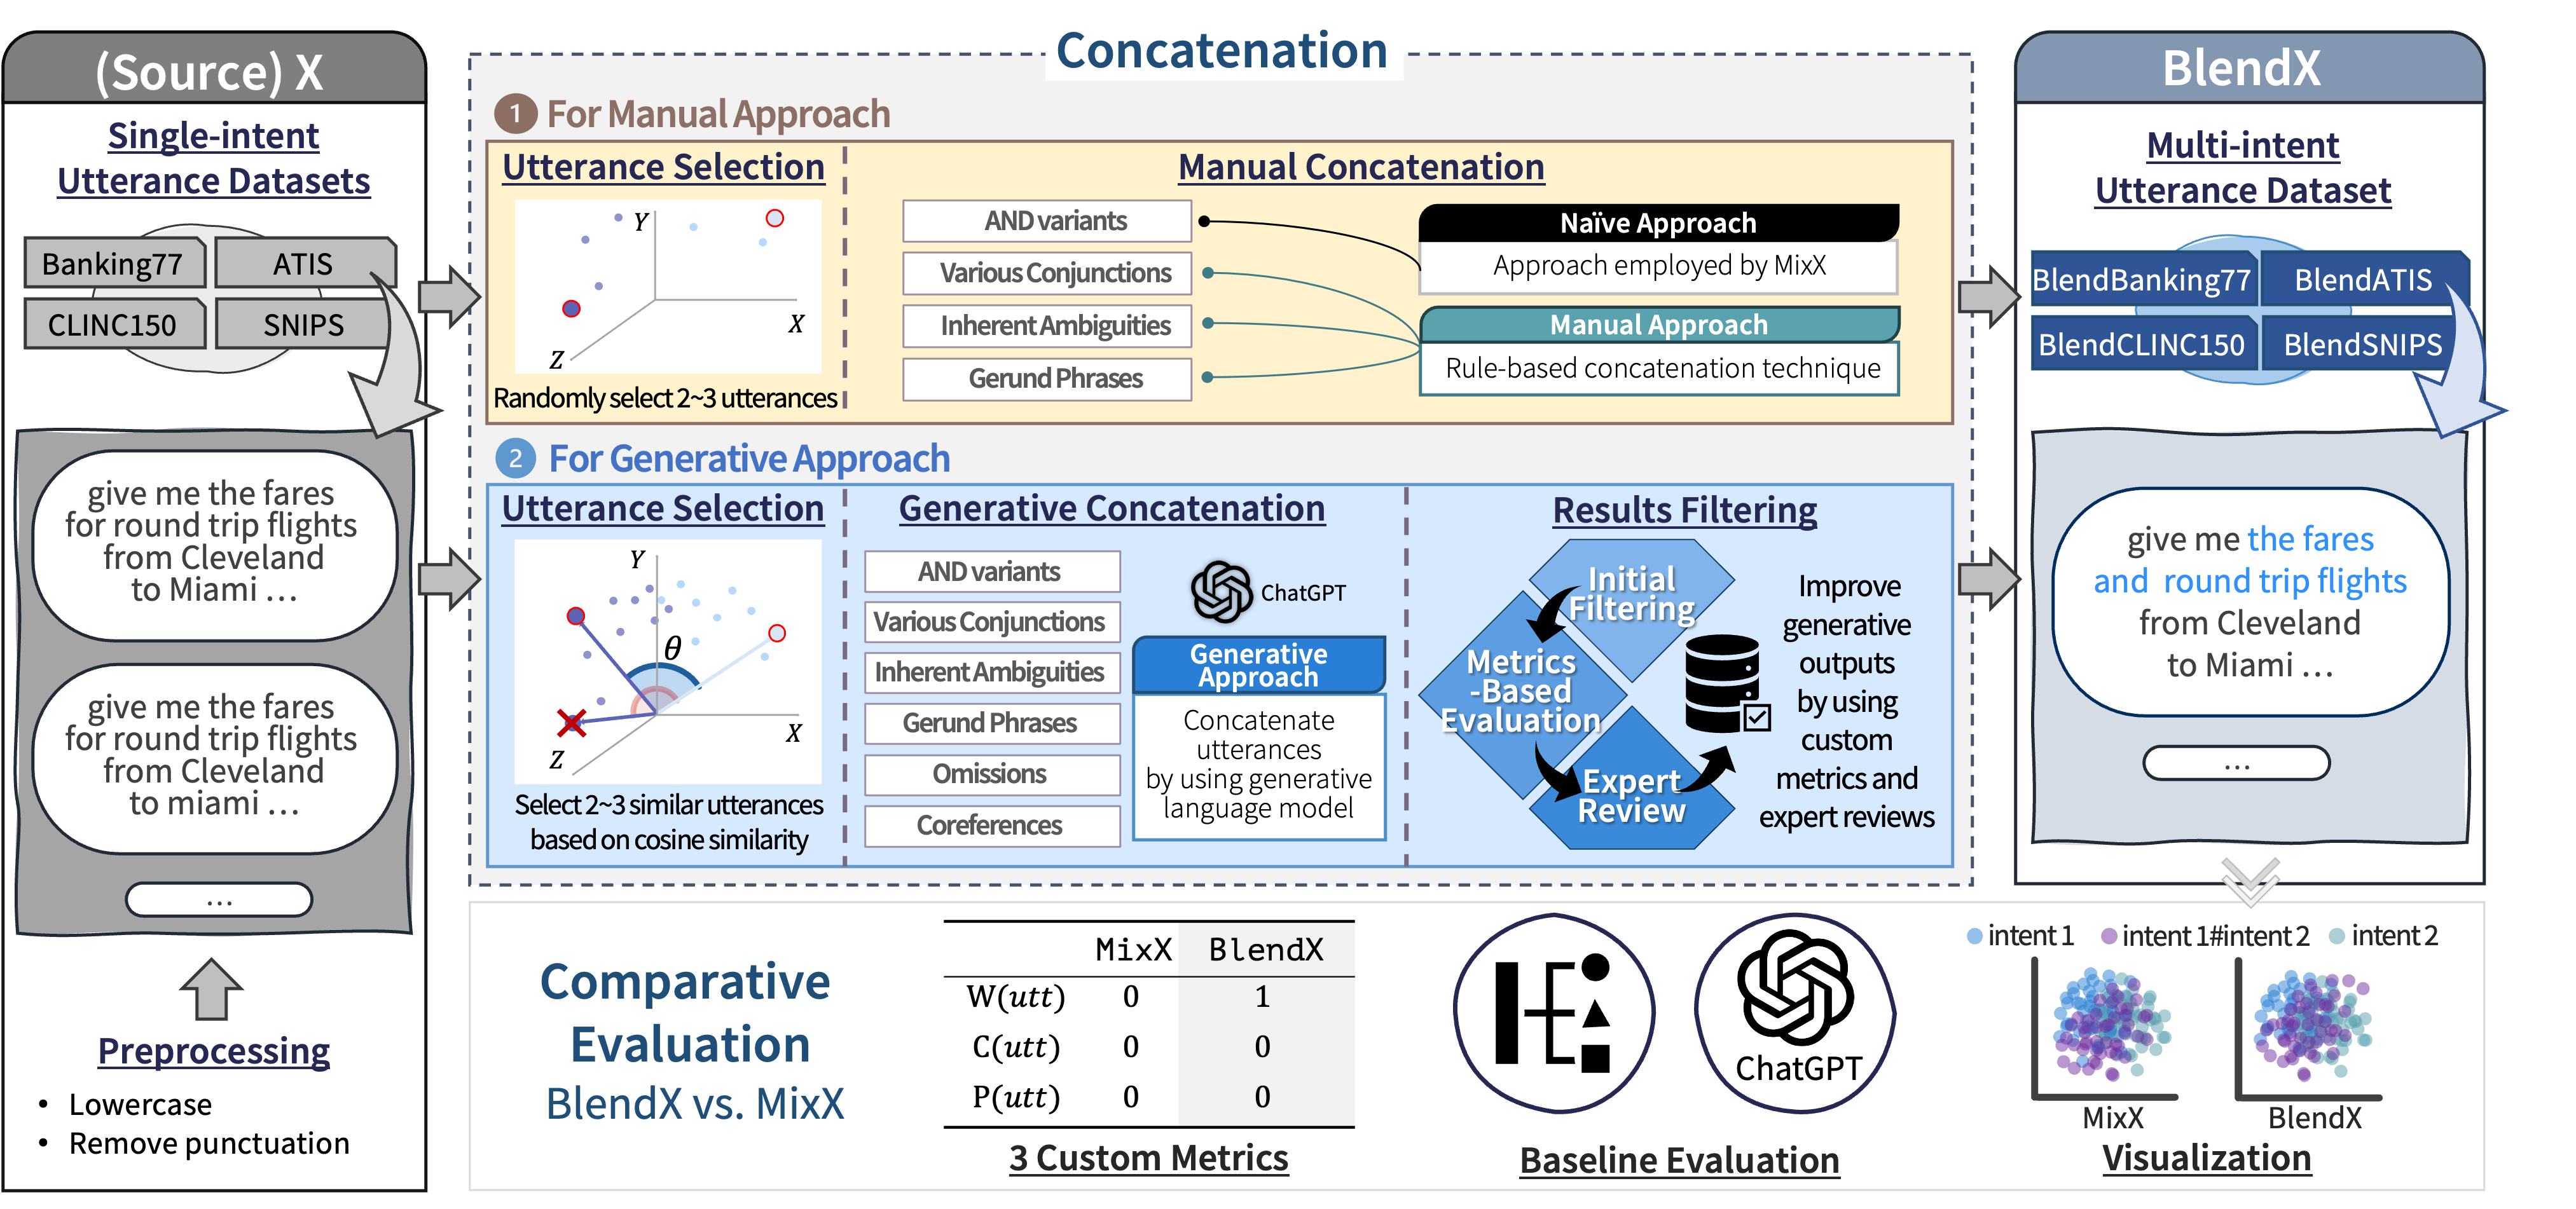 (Source) X
Single-intent
Utterance Datasets
Banking77
ATIS
CLINC150
SNIPS
give me the fares
for round trip flights
from Cleveland
to Miami ...
give me the fares
for round trip flights
from Cleveland
to miami ...
...
Preprocessing
• Lowercase
• Remove punctuation
Concatenation
1 For Manual Approach
Utterance Selection
Y
X
Z
Randomly select 2~3 utterances
Manual Concatenation
AND variants
Various Conjunctions
Inherent Ambiguities
Gerund Phrases
Naïve Approach
Approach employed by MixX
Manual Approach
Rule-based concatenation technique
2 For Generative Approach
Utterance Selection
Y
θ
X
Z
Select 2~3 similar utterances
based on cosine similarity
Generative Concatenation
AND variants
Various Conjunctions
Inherent Ambiguities
Gerund Phrases
Omissions
Coreferences
ChatGPT
Generative
Approach
Concatenate
utterances
by using generative
language model
Results Filtering
Initial
Filtering
Metrics
-Based
Evaluation
Expert
Review
Improve
generative
outputs
by using
custom
metrics and
expert reviews
BlendX
Multi-intent
Utterance Dataset
BlendBanking77
BlendATIS
BlendCLINC150
BlendSNIPS
give me the fares
and round trip flights
from Cleveland
to Miami ...
...
Comparative
Evaluation
BlendX vs. MixX
MixX BlendX
W(utt) 0 1
C(utt) 0 0
P(utt) 0 0
3 Custom Metrics
ChatGPT
Baseline Evaluation
intent 1 intent 1#intent 2 intent 2
MixX
BlendX
Visualization